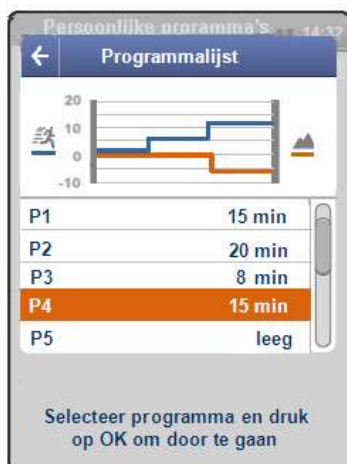 Persoonlijke programma's 14:32
Programmalijst
20
10
0
-10
P1 15 min
P2 20 min
P3 8 min
P4 15 min
P5 leeg
Selecteer programma en druk
op OK om door te gaan